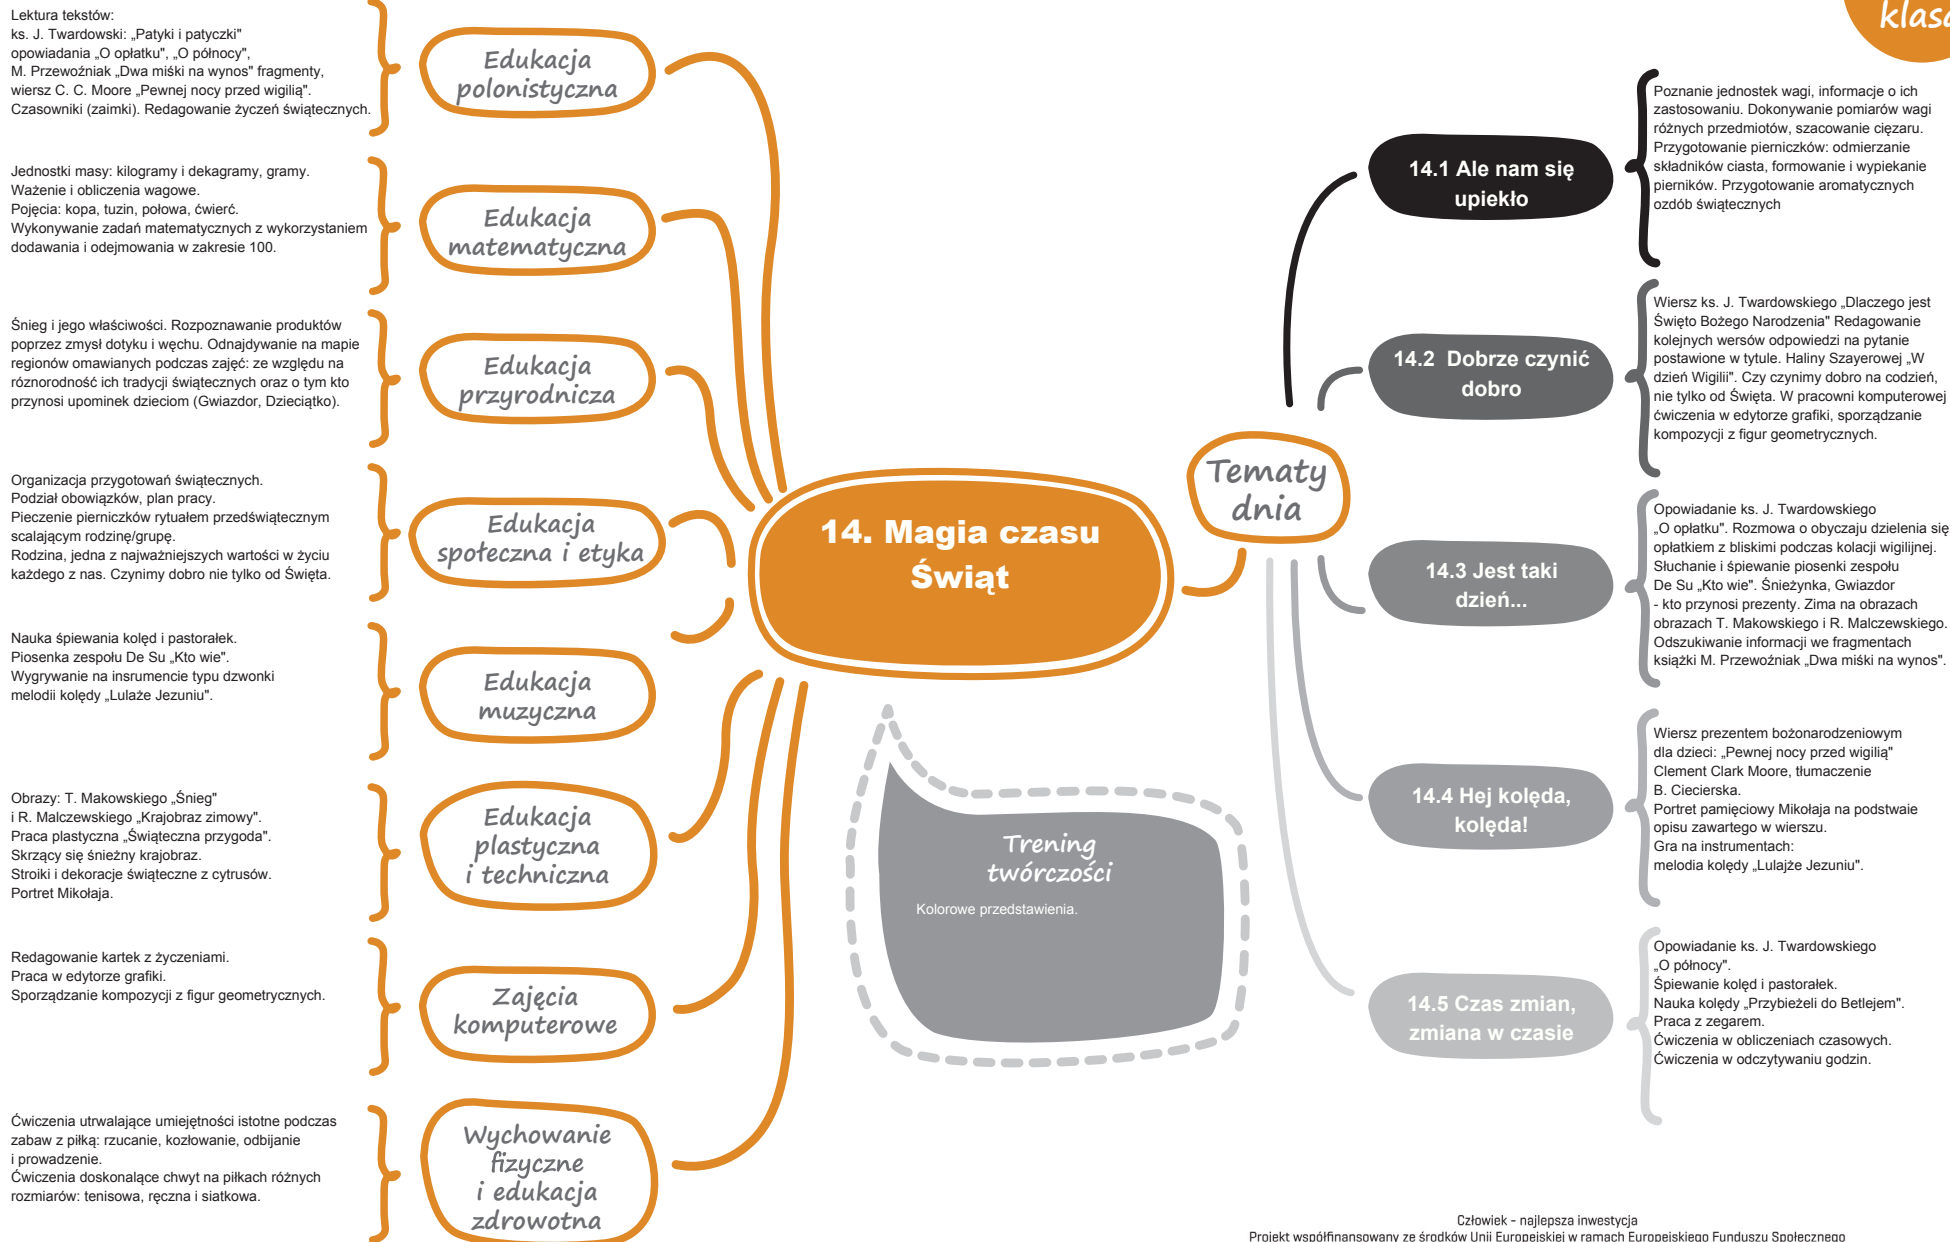 klasa
Lektura tekstów:
ks. J. Twardowski: „Patyki i patyczki"
opowiadania „O opłatku", „O północy",
M. Przewoźniak „Dwa miśki na wynos" fragmenty,
wiersz C. C. Moore „Pewnej nocy przed wigilią".
Czasowniki (zaimki). Redagowanie życzeń świątecznych.
Edukacja
polonistyczna
Jednostki masy: kilogramy i dekagramy, gramy.
Ważenie i obliczenia wagowe.
Pojęcia: kopa, tuzin, połowa, ćwierć.
Wykonywanie zadań matematycznych z wykorzystaniem
dodawania i odejmowania w zakresie 100.
Edukacja
matematyczna
Śnieg i jego właściwości. Rozpoznawanie produktów
poprzez zmysł dotyku i węchu. Odnajdywanie na mapie
regionów omawianych podczas zajęć: ze względu na
róznorodność ich tradycji świątecznych oraz o tym kto
przynosi upominek dzieciom (Gwiazdor, Dzieciątko).
Edukacja
przyrodnicza
Organizacja przygotowań świątecznych.
Podział obowiązków, plan pracy.
Pieczenie pierniczków rytuałem przedświątecznym
scalającym rodzinę/grupę.
Rodzina, jedna z najważniejszych wartości w życiu
każdego z nas. Czynimy dobro nie tylko od Święta.
Edukacja
społeczna i etyka
Nauka śpiewania kolęd i pastorałek.
Piosenka zespołu De Su „Kto wie".
Wygrywanie na insrumencie typu dzwonki
melodii kolędy „Lulaże Jezuniu".
Edukacja
muzyczna
Obrazy: T. Makowskiego „Śnieg"
i R. Malczewskiego „Krajobraz zimowy".
Praca plastyczna „Świąteczna przygoda".
Skrzący się śnieżny krajobraz.
Stroiki i dekoracje świąteczne z cytrusów.
Portret Mikołaja.
Edukacja
plastyczna
i techniczna
Redagowanie kartek z życzeniami.
Praca w edytorze grafiki.
Sporządzanie kompozycji z figur geometrycznych.
Zajęcia
komputerowe
Ćwiczenia utrwalające umiejętności istotne podczas
zabaw z piłką: rzucanie, kozłowanie, odbijanie
i prowadzenie.
Ćwiczenia doskonalące chwyt na piłkach różnych
rozmiarów: tenisowa, ręczna i siatkowa.
Wychowanie
fizyczne
i edukacja
zdrowotna
14. Magia czasu
Świąt
Trening
twórczości
Kolorowe przedstawienia.
Tematy
dnia
14.1 Ale nam się
upiekło
Poznanie jednostek wagi, informacje o ich
zastosowaniu. Dokonywanie pomiarów wagi
różnych przedmiotów, szacowanie ciężaru.
Przygotowanie pierniczków: odmierzanie
składników ciasta, formowanie i wypiekanie
pierników. Przygotowanie aromatycznych
ozdób świątecznych
14.2 Dobrze czynić
dobro
Wiersz ks. J. Twardowskiego „Dlaczego jest
Święto Bożego Narodzenia" Redagowanie
kolejnych wersów odpowiedzi na pytanie
postawione w tytule. Haliny Szayerowej „W
dzień Wigilii". Czy czynimy dobro na codzień,
nie tylko od Święta. W pracowni komputerowej
ćwiczenia w edytorze grafiki, sporządzanie
kompozycji z figur geometrycznych.
14.3 Jest taki
dzień...
Opowiadanie ks. J. Twardowskiego
„O opłatku". Rozmowa o obyczaju dzielenia się
opłatkiem z bliskimi podczas kolacji wigilijnej.
Słuchanie i śpiewanie piosenki zespołu
De Su „Kto wie". Śnieżynka, Gwiazdor
- kto przynosi prezenty. Zima na obrazach
obrazach T. Makowskiego i R. Malczewskiego.
Odszukiwanie informacji we fragmentach
książki M. Przewoźniak „Dwa miśki na wynos".
14.4 Hej kolęda,
kolęda!
Wiersz prezentem bożonarodzeniowym
dla dzieci: „Pewnej nocy przed wigilią"
Clement Clark Moore, tłumaczenie
B. Ciecierska.
Portret pamięciowy Mikołaja na podstwaie
opisu zawartego w wierszu.
Gra na instrumentach:
melodia kolędy „Lulajże Jezuniu".
14.5 Czas zmian,
zmiana w czasie
Opowiadanie ks. J. Twardowskiego
„O północy".
Śpiewanie kolęd i pastorałek.
Nauka kolędy „Przybieżeli do Betlejem".
Praca z zegarem.
Ćwiczenia w obliczeniach czasowych.
Ćwiczenia w odczytywaniu godzin.
Człowiek - najlepsza inwestycja
Projekt współfinansowany ze środków Unii Europejskiej w ramach Europejskiego Funduszu Społecznego